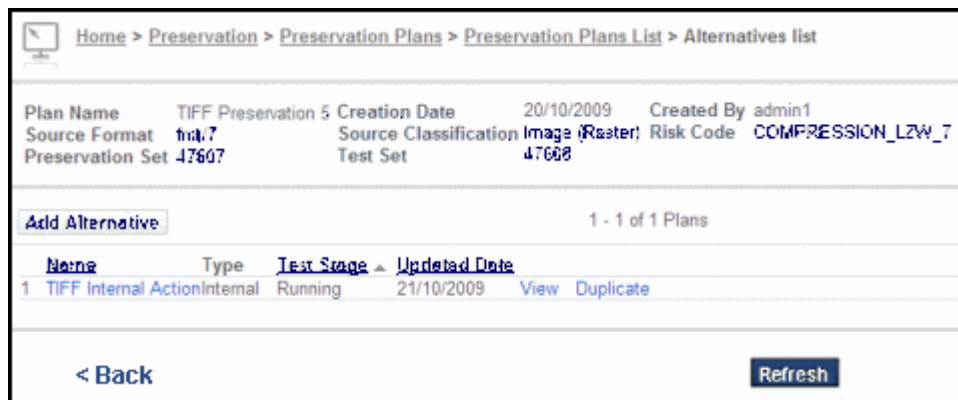 Home > Preservation > Preservation Plans > Preservation Plans List > Alternatives list
Plan Name TIFF Preservation 5 Creation Date 20/10/2009 Created By admin1
Source Format fmt/7 Source Classification Image (Raster) Risk Code COMPRESSION_LZW_7
Preservation Set 47607 Test Set 47608
Add Alternative 1 - 1 of 1 Plans
Name Type Test Stage Updated Date
1 TIFF Internal Action Internal Running 21/10/2009 View Duplicate
< Back Refresh